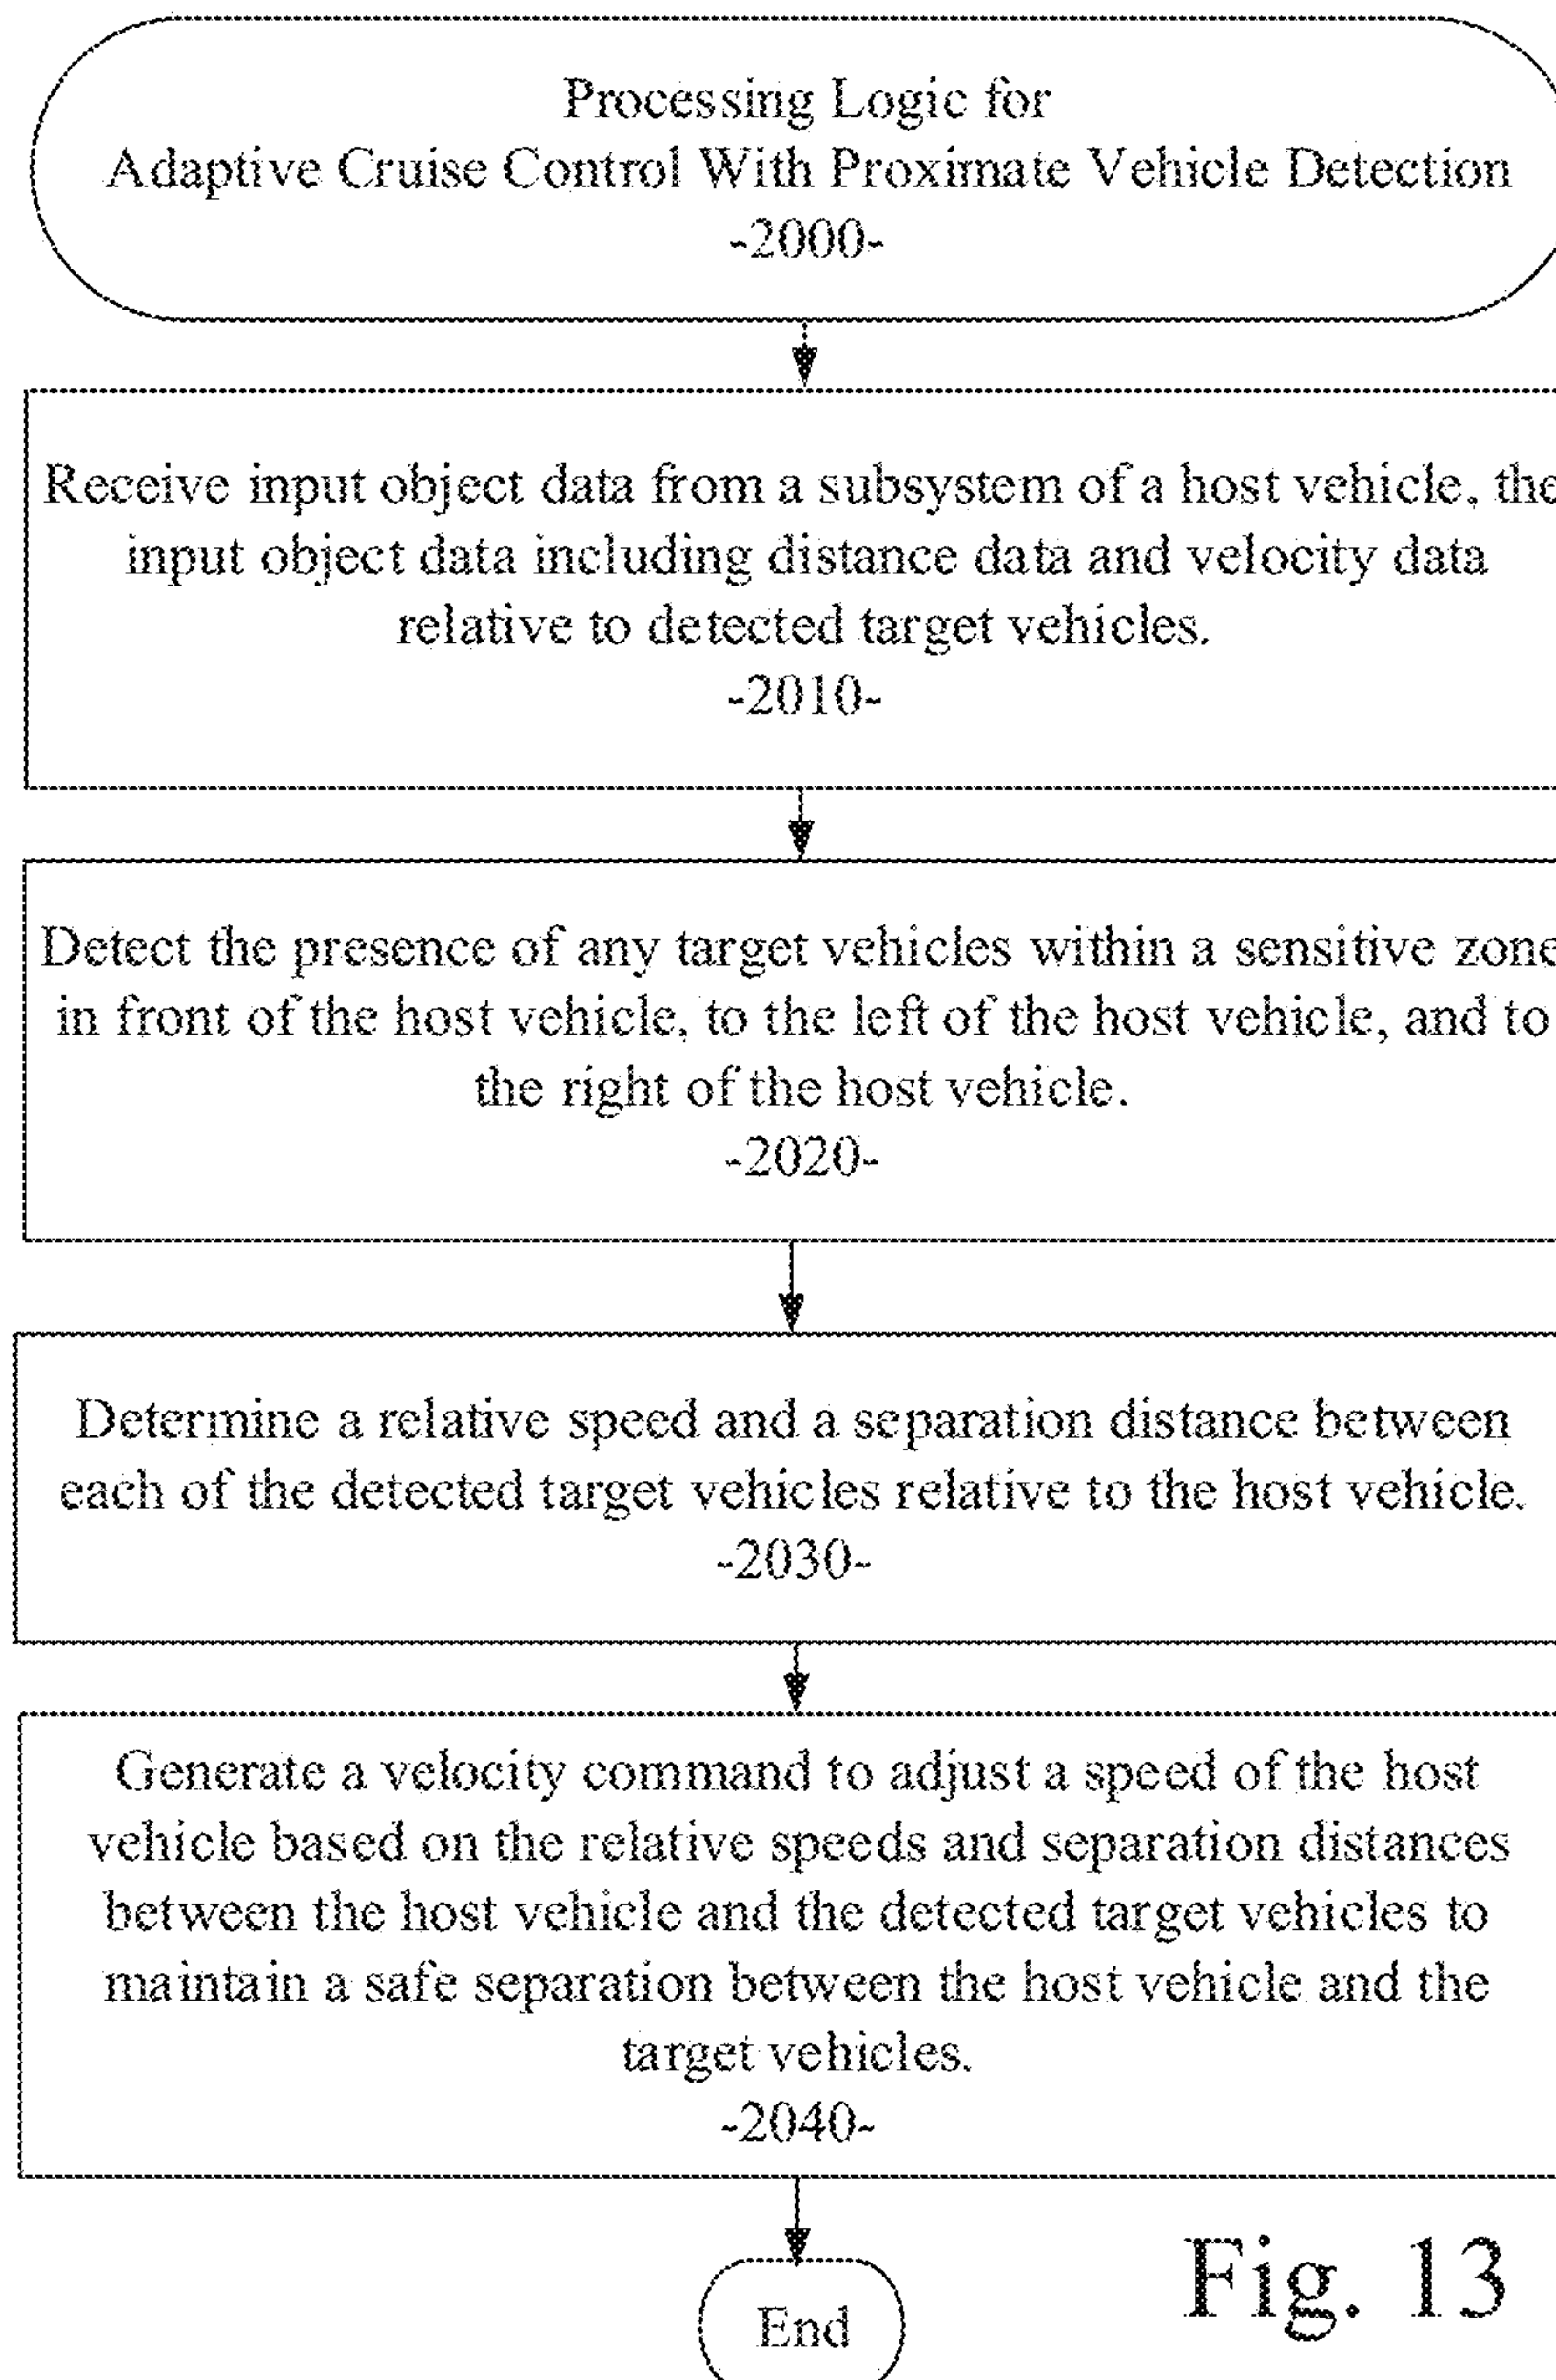 Processing Logic for
Adaptive Cruise Control With Proximate Vehicle Detection
-2000-
Receive input object data from a subsystem of a host vehicle, the
input object data including distance data and velocity data
relative to detected target vehicles.
-2010-
Detect the presence of any target vehicles within a sensitive zone
in front of the host vehicle, to the left of the host vehicle, and to
the right of the host vehicle.
-2020-
Determine a relative speed and a separation distance between
each of the detected target vehicles relative to the host vehicle.
-2030-
Generate a velocity command to adjust a speed of the host
vehicle based on the relative speeds and separation distances
between the host vehicle and the detected target vehicles to
maintain a safe separation between the host vehicle and the
target vehicles.
-2040-
End
Fig. 13